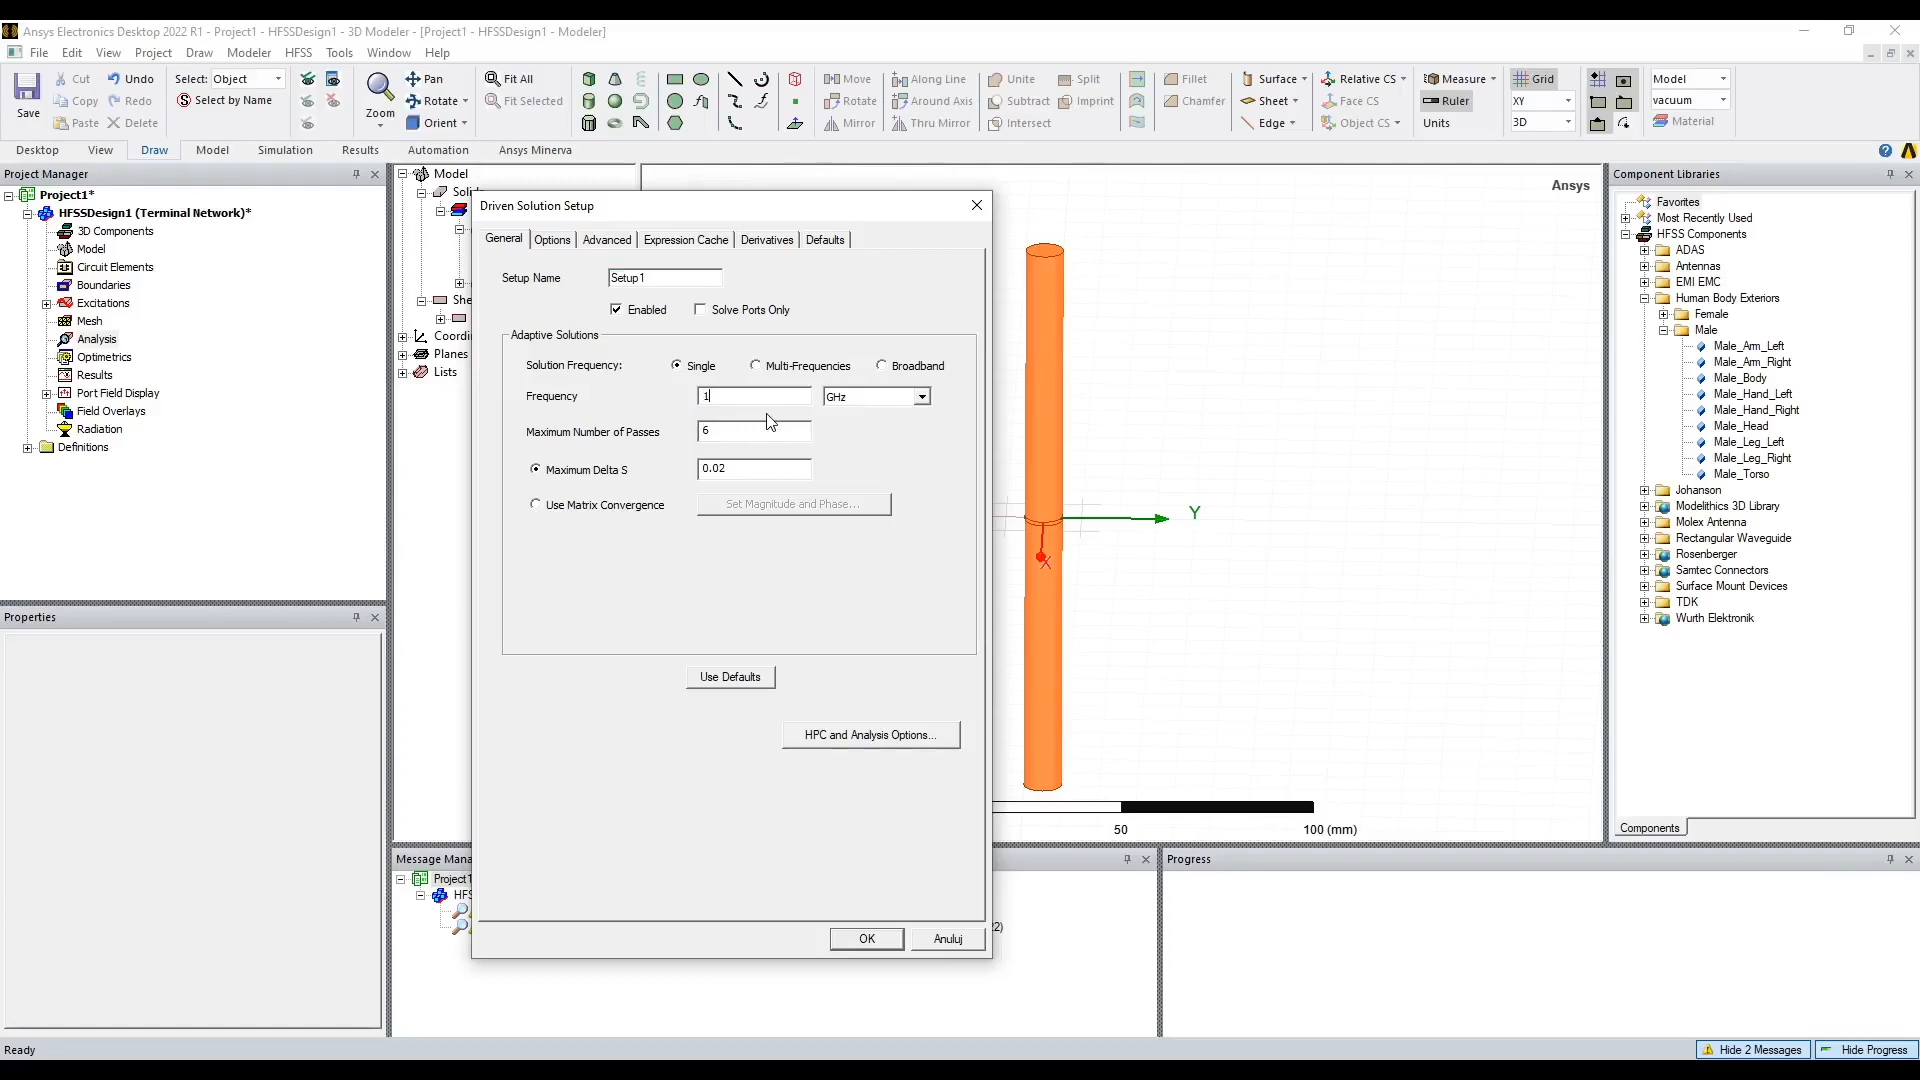 Ansys Electronics Desktop 2022 R1 - Project1 - HFSSDesign1 - 3D Modeler - [Project1 - HFSSDesign1 - Modeler]
File Edit View Project Draw Modeler HFSS Tools Window Help
Save
Cut Undo
Copy Redo
Paste Delete
Select: Object
Select by Name
Zoom
Pan
Rotate
Orient
Fit All
Fit Selected
Move Along Line
Rotate Around Axis
Mirror Thru Mirror
Unite Split
Subtract Imprint
Intersect
Fillet
Chamfer
Surface Relative CS
Sheet Face CS
Edge Object CS
Measure
Ruler
Units
Grid
XY
3D
Model
vacuum
Material
Desktop View Draw Model Simulation Results Automation Ansys Minerva
Project Manager
Project1*
HFSSDesign1 (Terminal Network)*
3D Components
Model
Circuit Elements
Boundaries
Excitations
Mesh
Analysis
Optimetrics
Results
Port Field Display
Field Overlays
Radiation
Definitions
Properties
Model
Solids
She
Coordi
Planes
Lists
Driven Solution Setup
General Options Advanced Expression Cache Derivatives Defaults
Setup Name Setup1
Enabled Solve Ports Only
Adaptive Solutions
Solution Frequency: Single Multi-Frequencies Broadband
Frequency 1 GHz
Maximum Number of Passes 6
Maximum Delta S 0.02
Use Matrix Convergence Set Magnitude and Phase...
Use Defaults
HPC and Analysis Options...
OK Anuluj
Ansys
Y
X
50 100 (mm)
Component Libraries
Favorites
Most Recently Used
HFSS Components
ADAS
Antennas
EMI EMC
Human Body Exteriors
Female
Male
Male_Arm_Left
Male_Arm_Right
Male_Body
Male_Hand_Left
Male_Hand_Right
Male_Head
Male_Leg_Left
Male_Leg_Right
Male_Torso
Johanson
Modelithics 3D Library
Molex Antenna
Rectangular Waveguide
Rosenberger
Samtec Connectors
Surface Mount Devices
TDK
Wurth Elektronik
Components
Message Mana
Project1
HFS
2)
Progress
Ready
Hide 2 Messages Hide Progress